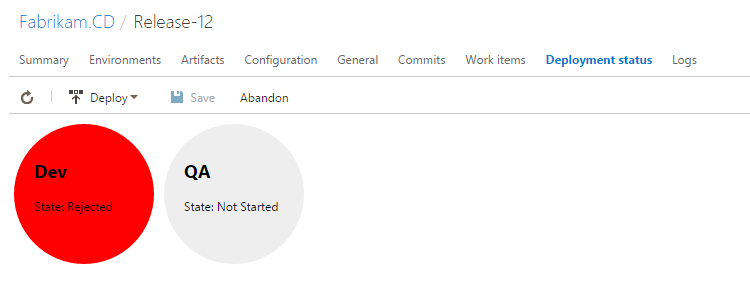 Fabrikam.CD / Release-12
Summary Environments Artifacts Configuration General Commits Work items Deployment status Logs
Deploy Save Abandon
Dev QA
State: Rejected State: Not Started